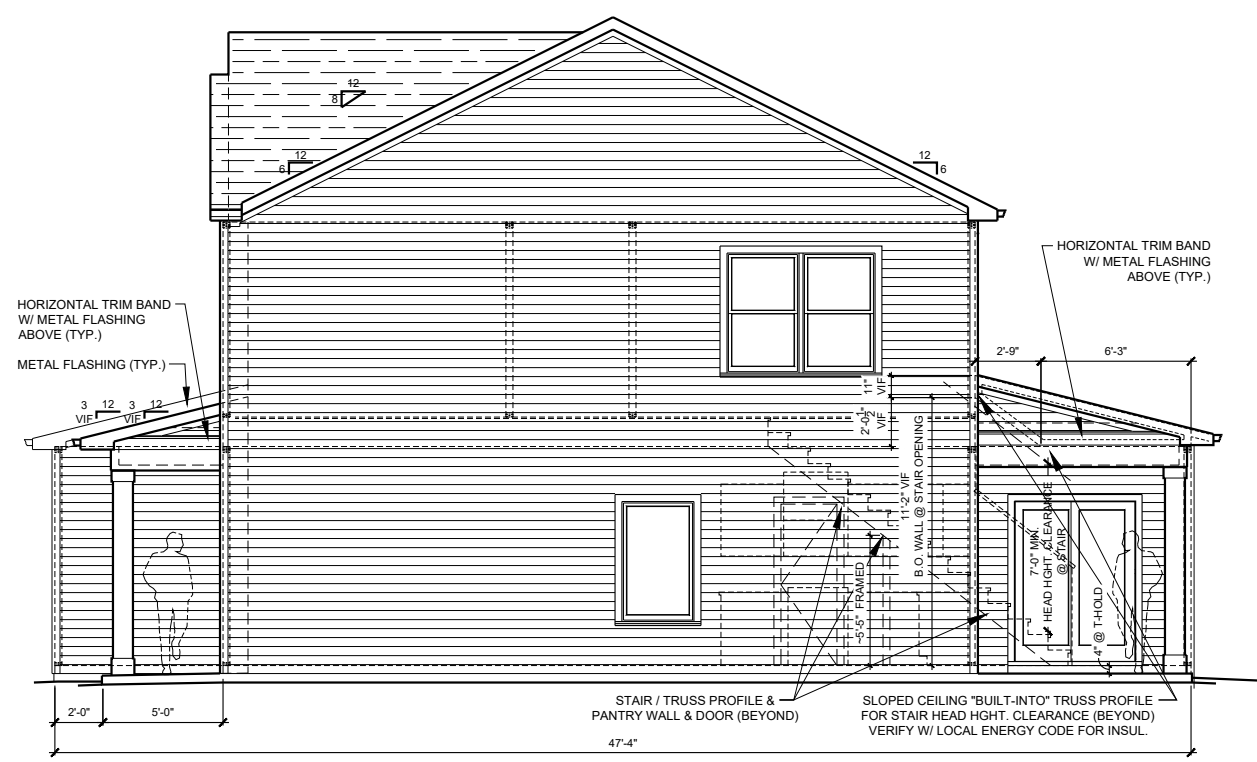 12
8
12
6
12
6
HORIZONTAL TRIM BAND
W/ METAL FLASHING
ABOVE (TYP.)
HORIZONTAL TRIM BAND
W/ METAL FLASHING
ABOVE (TYP.)
METAL FLASHING (TYP.)
2'-9"
6'-3"
3
12
VIF
3
12
VIF
11"
VIF
2'-0 1/2"
VIF
11'-2" VIF
B.O. WALL @ STAIR OPENING
~5'-5" FRAMED
7'-0" MIN.
HEAD HGHT. CLEARANCE
@ STAIR
4" @ T-HOLD
STAIR / TRUSS PROFILE &
PANTRY WALL & DOOR (BEYOND)
SLOPED CEILING "BUILT-INTO" TRUSS PROFILE
FOR STAIR HEAD HGHT. CLEARANCE (BEYOND)
VERIFY W/ LOCAL ENERGY CODE FOR INSUL.
2'-0"
5'-0"
47'-4"